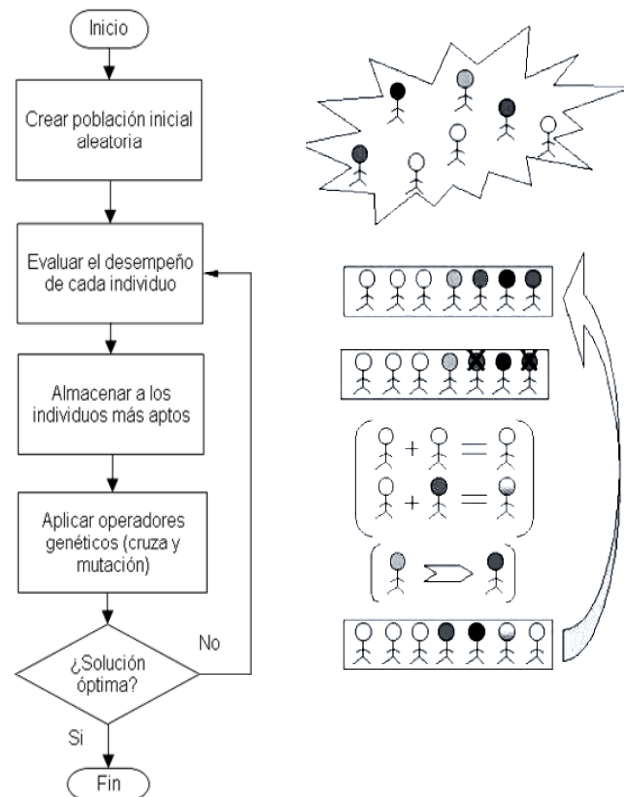 Inicio
Crear población inicial
aleatoria
Evaluar el desempeño
de cada individuo
Almacenar a los
individuos más aptos
Aplicar operadores
genéticos (cruza y
mutación)
¿Solución
óptima?
No
Si
Fin